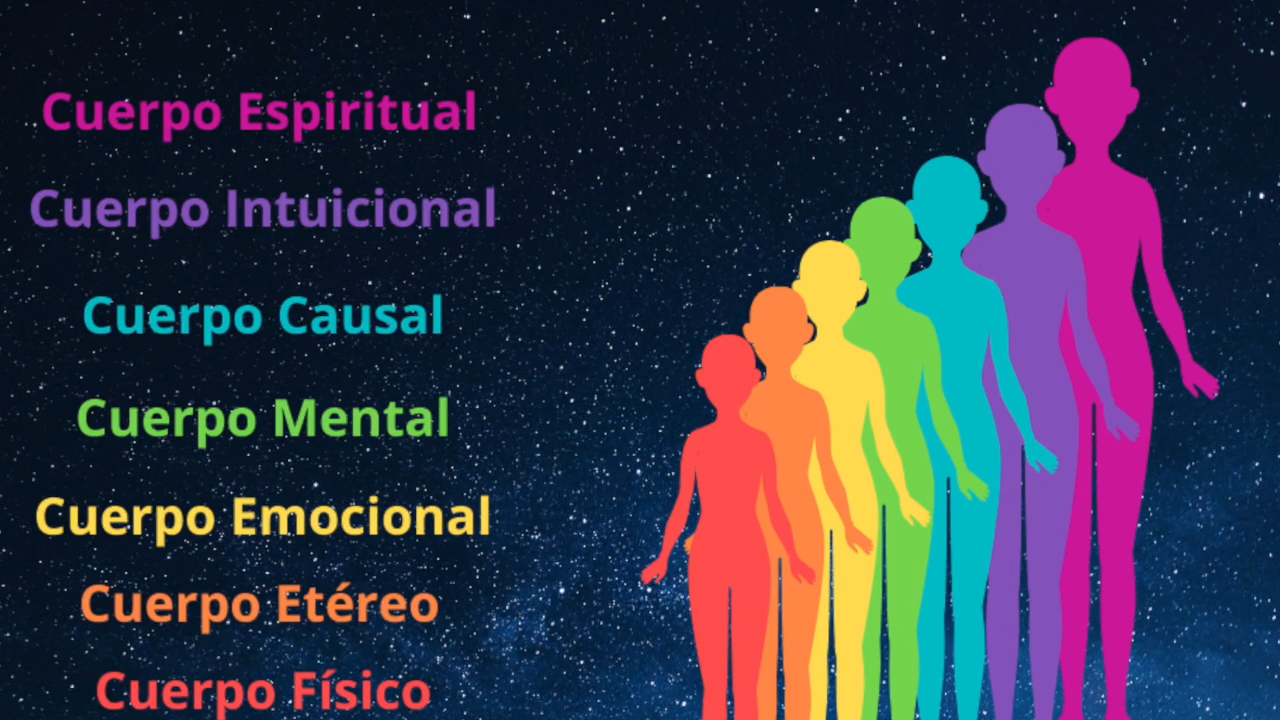 Cuerpo Espiritual
Cuerpo Intuicional
Cuerpo Causal
Cuerpo Mental
Cuerpo Emocional
Cuerpo Etéreo
Cuerpo Físico